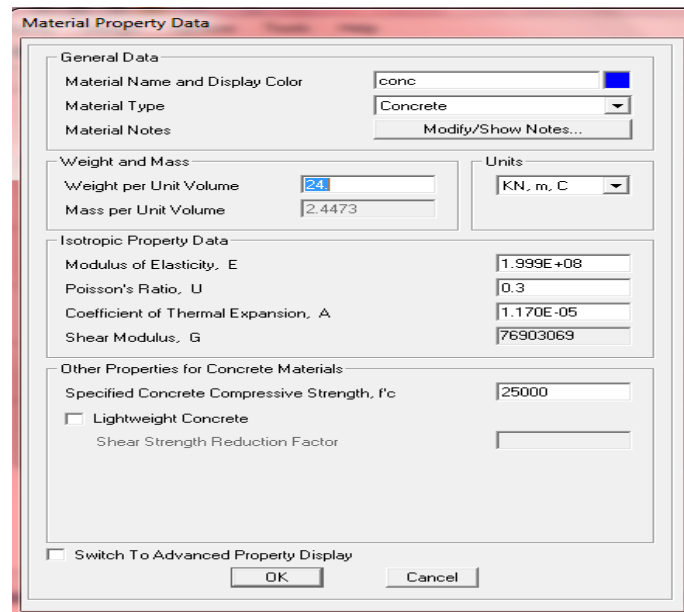 Material Property Data
General Data
Material Name and Display Color conc
Material Type Concrete
Material Notes Modify/Show Notes...
Weight and Mass Units
Weight per Unit Volume 24. KN, m, C
Mass per Unit Volume 2.4473
Isotropic Property Data
Modulus of Elasticity, E 1.999E+08
Poisson's Ratio, U 0.3
Coefficient of Thermal Expansion, A 1.170E-05
Shear Modulus, G 76903069
Other Properties for Concrete Materials
Specified Concrete Compressive Strength, f'c 25000
Lightweight Concrete
Shear Strength Reduction Factor
Switch To Advanced Property Display
OK Cancel